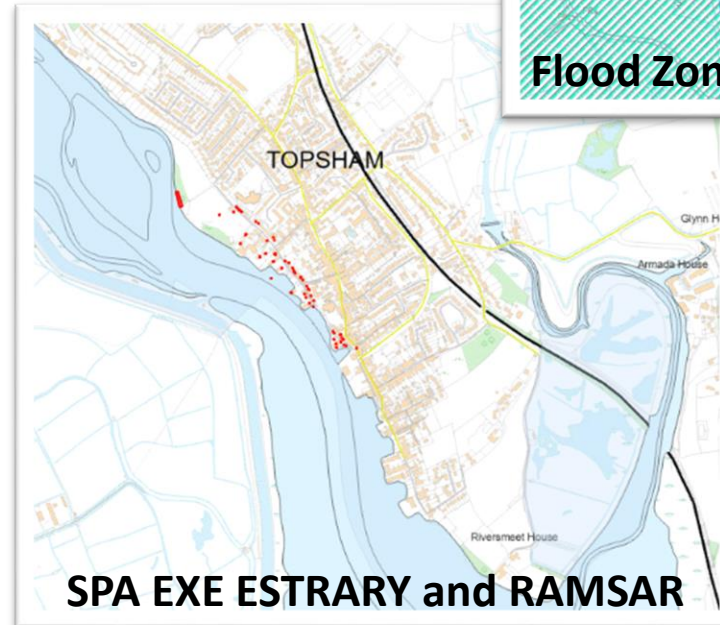 Flood Zon
TOPSHAM
Glynn H
Armada House
Riversmeet House
SPA EXE ESTRARY and RAMSAR